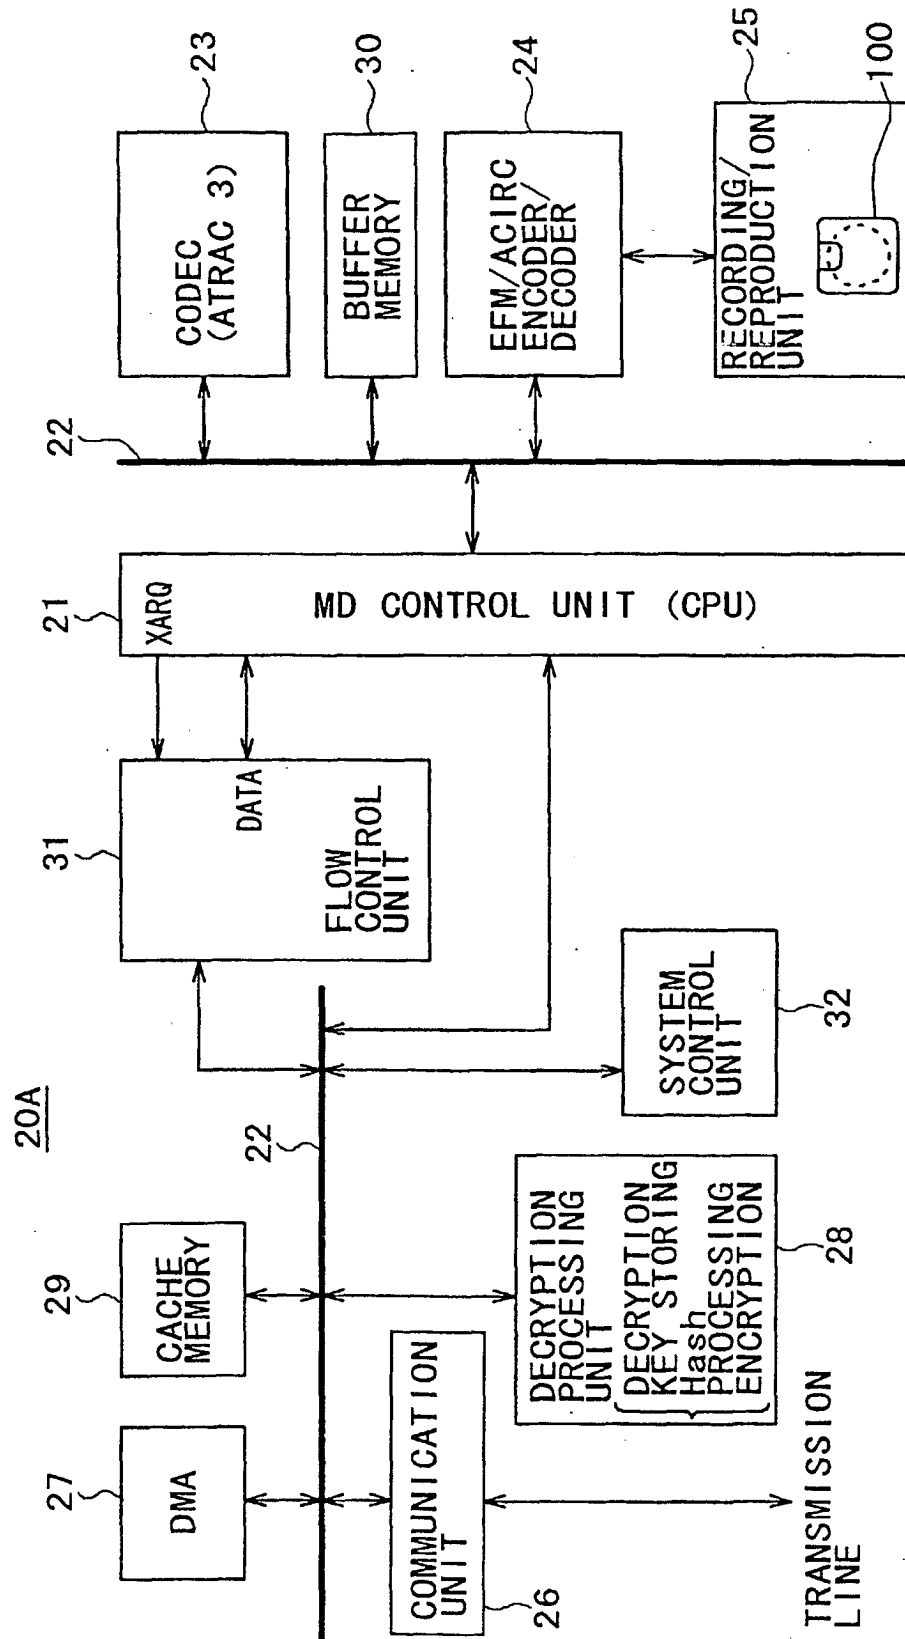 20A
27
DMA
29
CACHE
MEMORY
22
31
FLOW
CONTROL
UNIT
DATA
21
XARQ
MD CONTROL UNIT (CPU)
22
CODEC
(ATRAC 3)
23
BUFFER
MEMORY
30
EFM/ACIRC
ENCODER/
DECODER
24
RECORDING/
REPRODUCTION
UNIT
25
100
COMMUNICATION
UNIT
26
DECRYPTION
PROCESSING
UNIT
DECRYPTION
KEY STORING
Hash
PROCESSING
ENCRYPTION
28
SYSTEM
CONTROL
UNIT
32
TRANSMISSION
LINE